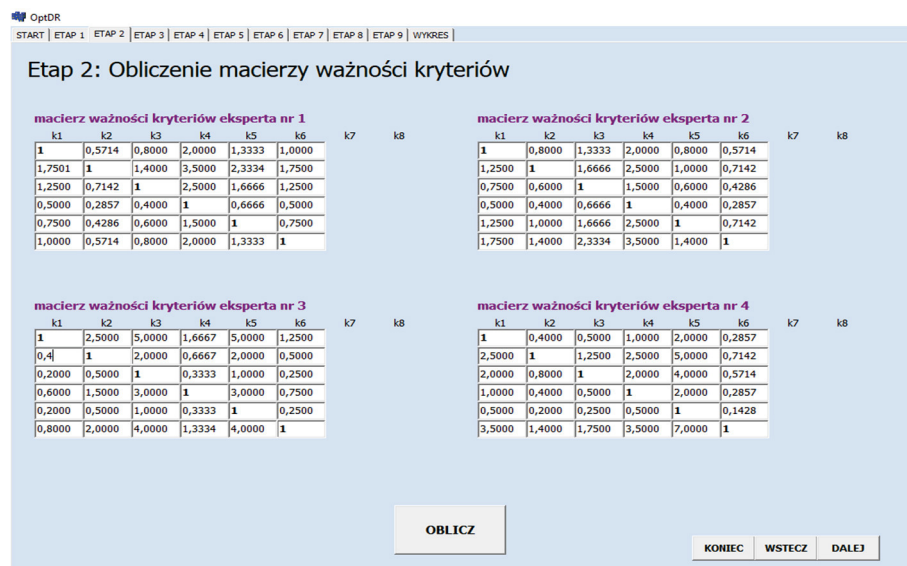 OptDR
START ETAP 1 ETAP 2 ETAP 3 ETAP 4 ETAP 5 ETAP 6 ETAP 7 ETAP 8 ETAP 9 WYKRES
Etap 2: Obliczenie macierzy ważności kryteriów
macierz ważności kryteriów eksperta nr 1
k1 k2 k3 k4 k5 k6 k7 k8
1 0,5714 0,8000 2,0000 1,3333 1,0000
1,7501 1 1,4000 3,5000 2,3334 1,7500
1,2500 0,7142 1 2,5000 1,6666 1,2500
0,5000 0,2857 0,4000 1 0,6666 0,5000
0,7500 0,4286 0,6000 1,5000 1 0,7500
1,0000 0,5714 0,8000 2,0000 1,3333 1
macierz ważności kryteriów eksperta nr 2
k1 k2 k3 k4 k5 k6 k7 k8
1 0,8000 1,3333 2,0000 0,8000 0,5714
1,2500 1 1,6666 2,5000 1,0000 0,7142
0,7500 0,6000 1 1,5000 0,6000 0,4286
0,5000 0,4000 0,6666 1 0,4000 0,2857
1,2500 1,0000 1,6666 2,5000 1 0,7142
1,7500 1,4000 2,3334 3,5000 1,4000 1
macierz ważności kryteriów eksperta nr 3
k1 k2 k3 k4 k5 k6 k7 k8
1 2,5000 5,0000 1,6667 5,0000 1,2500
0,4 1 2,0000 0,6667 2,0000 0,5000
0,2000 0,5000 1 0,3333 1,0000 0,2500
0,6000 1,5000 3,0000 1 3,0000 0,7500
0,2000 0,5000 1,0000 0,3333 1 0,2500
0,8000 2,0000 4,0000 1,3334 4,0000 1
macierz ważności kryteriów eksperta nr 4
k1 k2 k3 k4 k5 k6 k7 k8
1 0,4000 0,5000 1,0000 2,0000 0,2857
2,5000 1 1,2500 2,5000 5,0000 0,7142
2,0000 0,8000 1 2,0000 4,0000 0,5714
1,0000 0,4000 0,5000 1 2,0000 0,2857
0,5000 0,2000 0,2500 0,5000 1 0,1428
3,5000 1,4000 1,7500 3,5000 7,0000 1
OBLICZ
KONIEC WSTECZ DALEJ